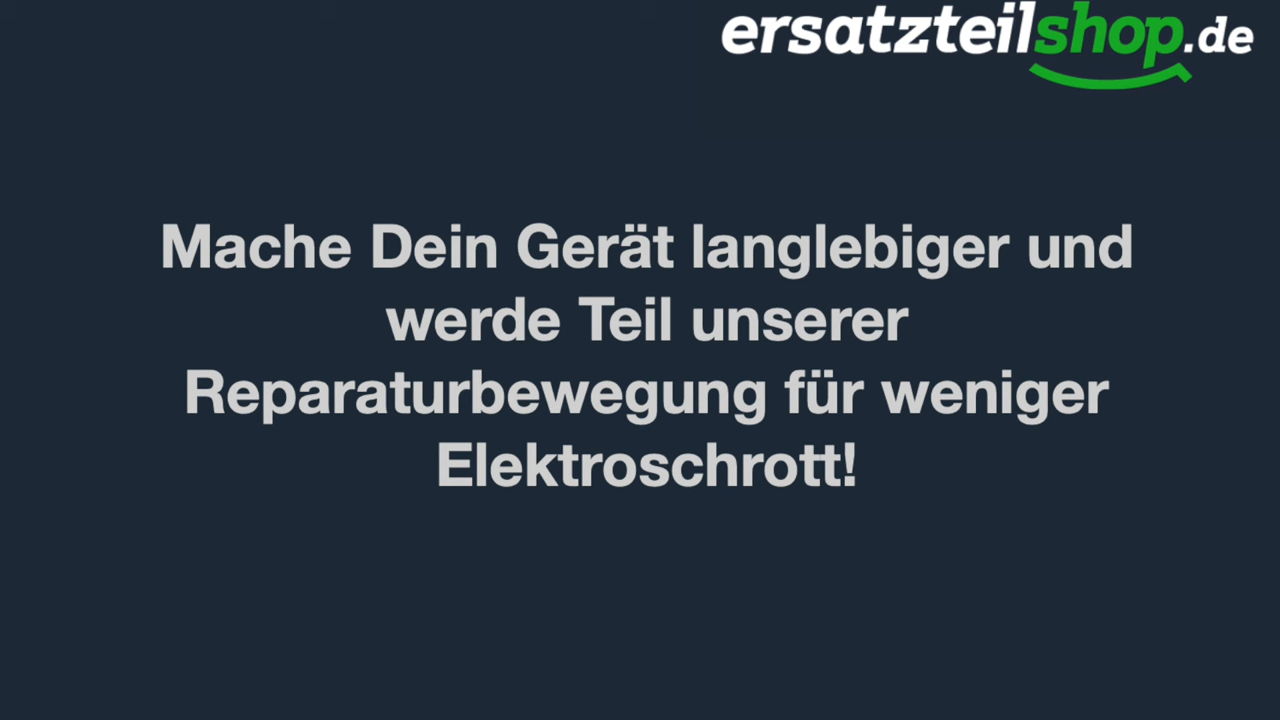 ersatzteilshop.de
Mache Dein Gerät langlebiger und
werde Teil unserer
Reparaturbewegung für weniger
Elektroschrott!